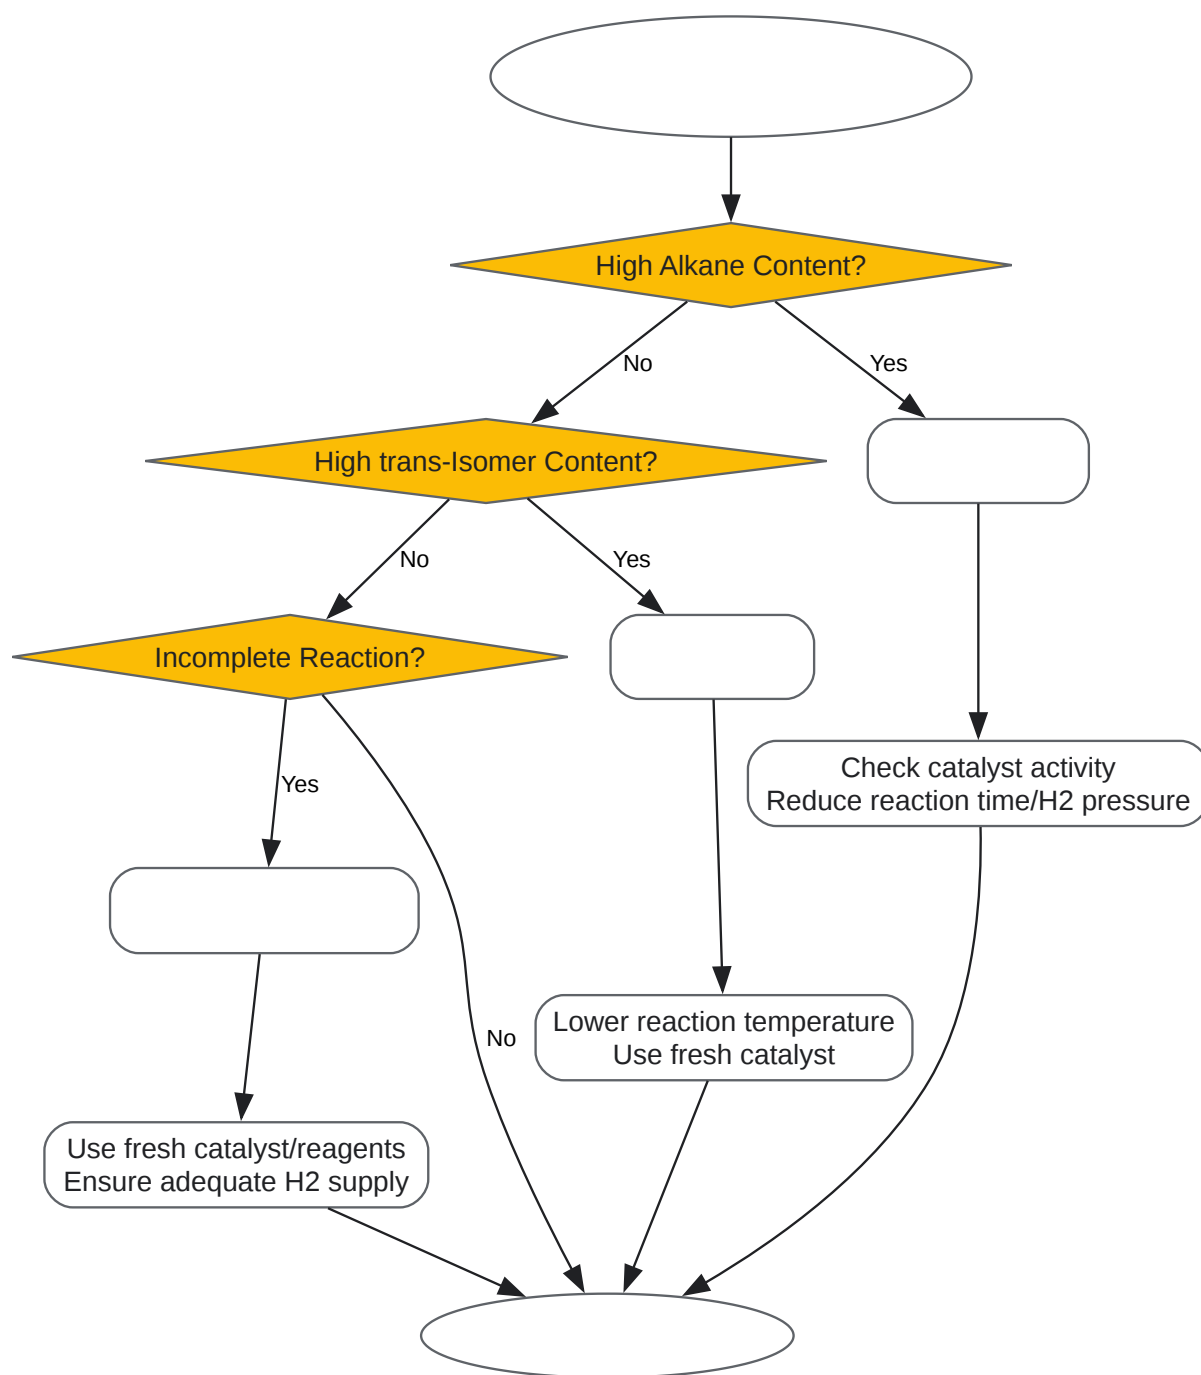 High Alkane Content?
No
Yes
High trans-Isomer Content?
No
Yes
Incomplete Reaction?
Yes
Check catalyst activity
Reduce reaction time/H2 pressure
No
Lower reaction temperature
Use fresh catalyst
Use fresh catalyst/reagents
Ensure adequate H2 supply